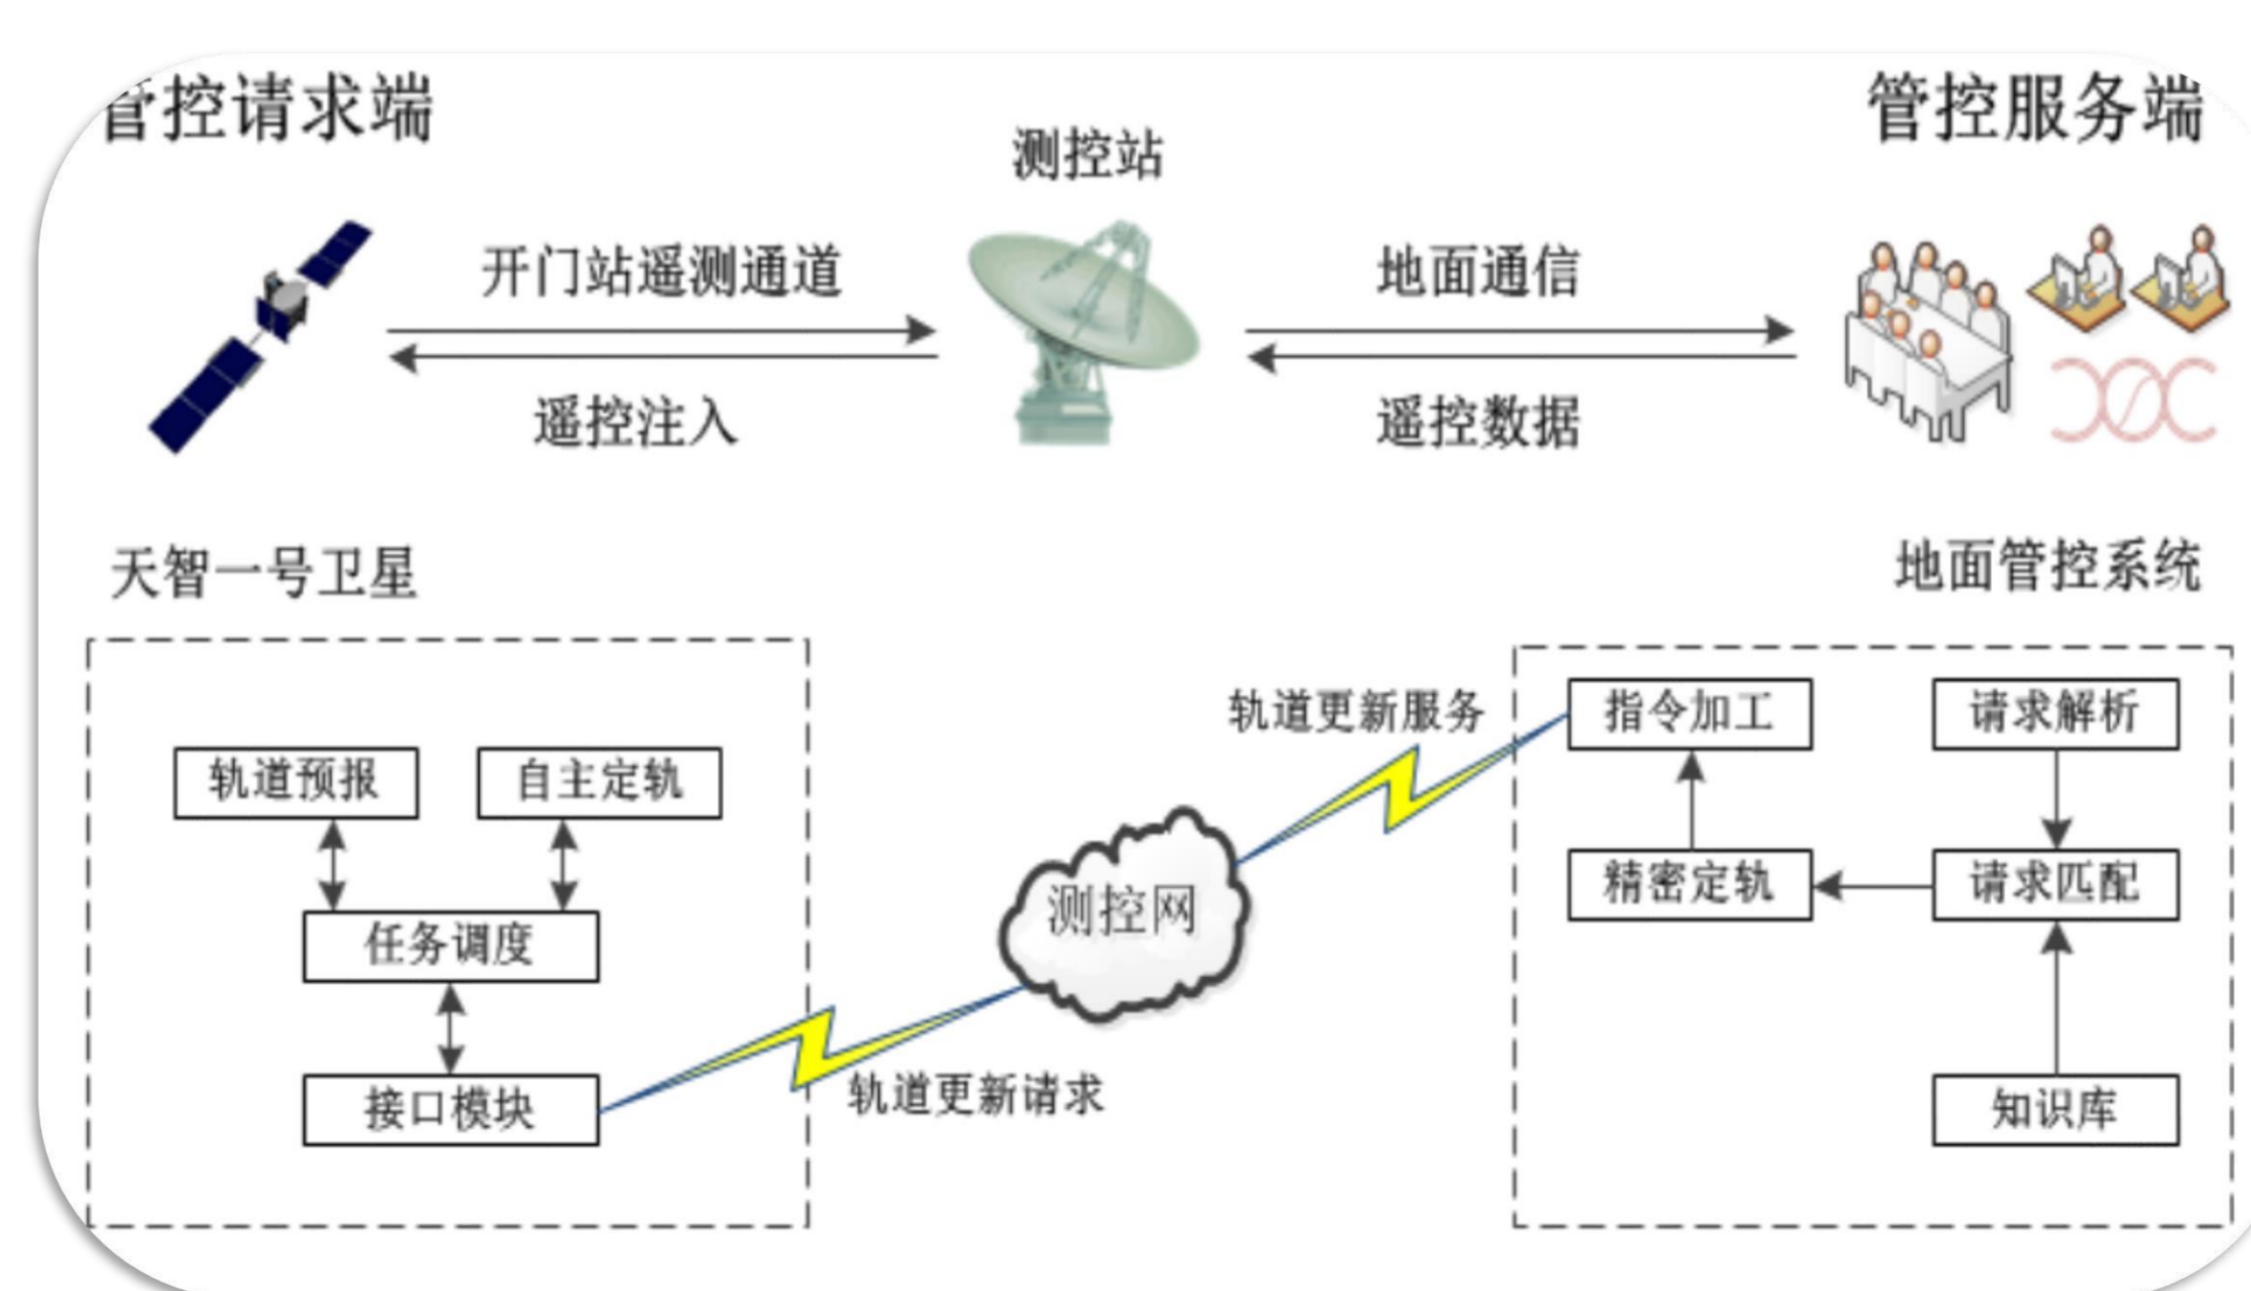 管控请求端
管控服务端
测控站
开门站遥测通道
地面通信
遥控注入
遥控数据
天智一号卫星
地面管控系统
轨道更新服务
指令加工
请求解析
轨道预报
自主定轨
测控网
精密定轨
请求匹配
任务调度
轨道更新请求
接口模块
知识库